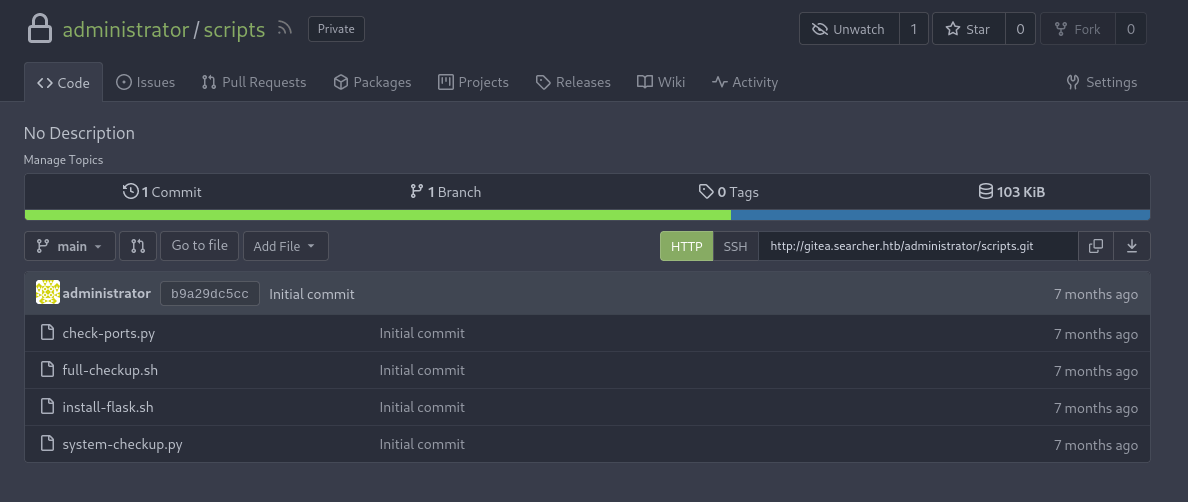 administrator/scripts Private Unwatch 1 Star 0 Fork 0
Code Issues Pull Requests Packages Projects Releases Wiki Activity Settings
No Description
Manage Topics
1 Commit 1 Branch 0 Tags 103 KiB
main Go to file Add File HTTP SSH http://gitea.searcher.htb/administrator/scripts.git
administrator b9a29dc5cc Initial commit 7 months ago
check-ports.py Initial commit 7 months ago
full-checkup.sh Initial commit 7 months ago
install-flask.sh Initial commit 7 months ago
system-checkup.py Initial commit 7 months ago